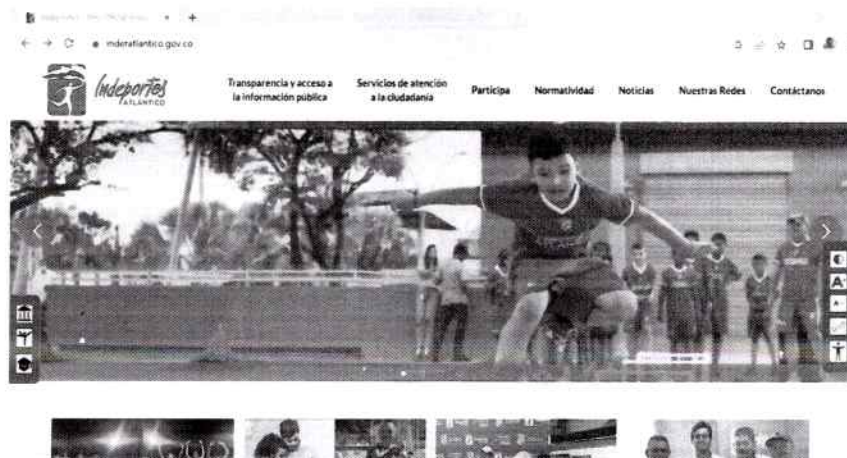 inderatlantico.gov.co
Indeportes
ATLÁNTICO
Transparencia y acceso a
la información pública
Servicios de atención
a la ciudadanía
Participa
Normatividad
Noticias
Nuestras Redes
Contáctanos
A+
A-